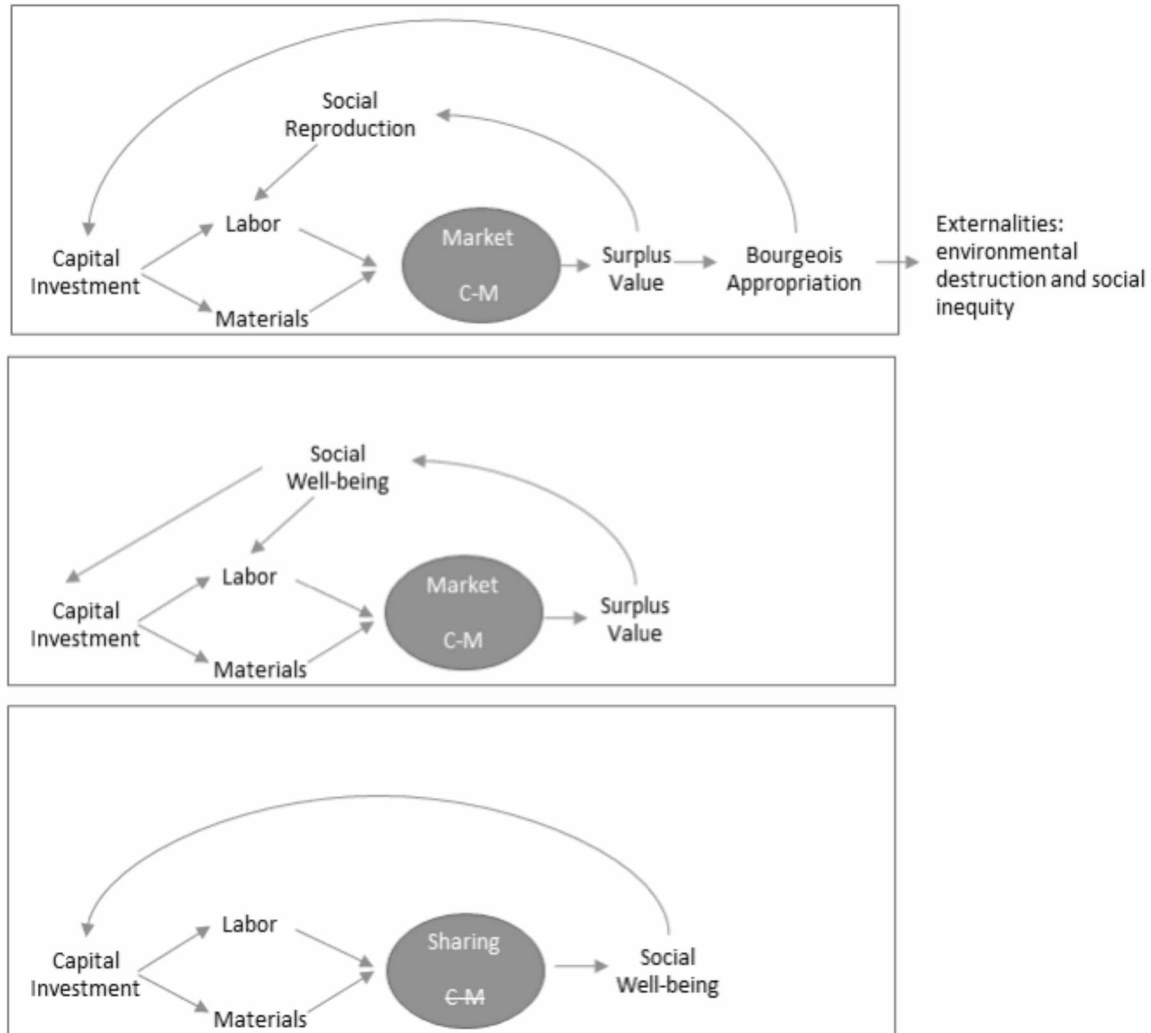 Social
Reproduction
Labor
Capital
Investment
Materials
Market
C-M
Surplus
Value
Bourgeois
Appropriation
Externalities:
environmental
destruction and social
inequity
Social
Well-being
Labor
Capital
Investment
Materials
Market
C-M
Surplus
Value
Labor
Capital
Investment
Materials
Sharing
C-M
Social
Well-being